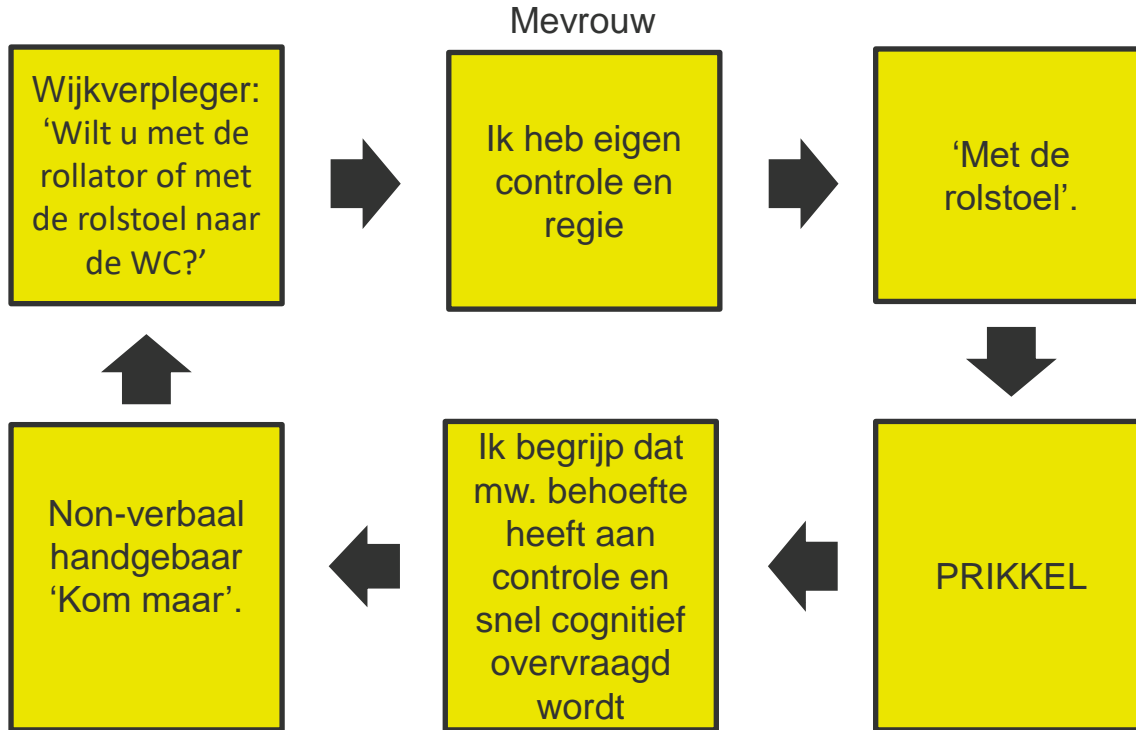 Mevrouw
Wijkverpleger:
‘Wilt u met de
rollator of met
de rolstoel naar
de WC?’
Ik heb eigen
controle en
regie
‘Met de
rolstoel’.
Non-verbaal
handgebaar
‘Kom maar’.
Ik begrijp dat
mw. behoefte
heeft aan
controle en
snel cognitief
overvraagd
wordt
PRIKKEL